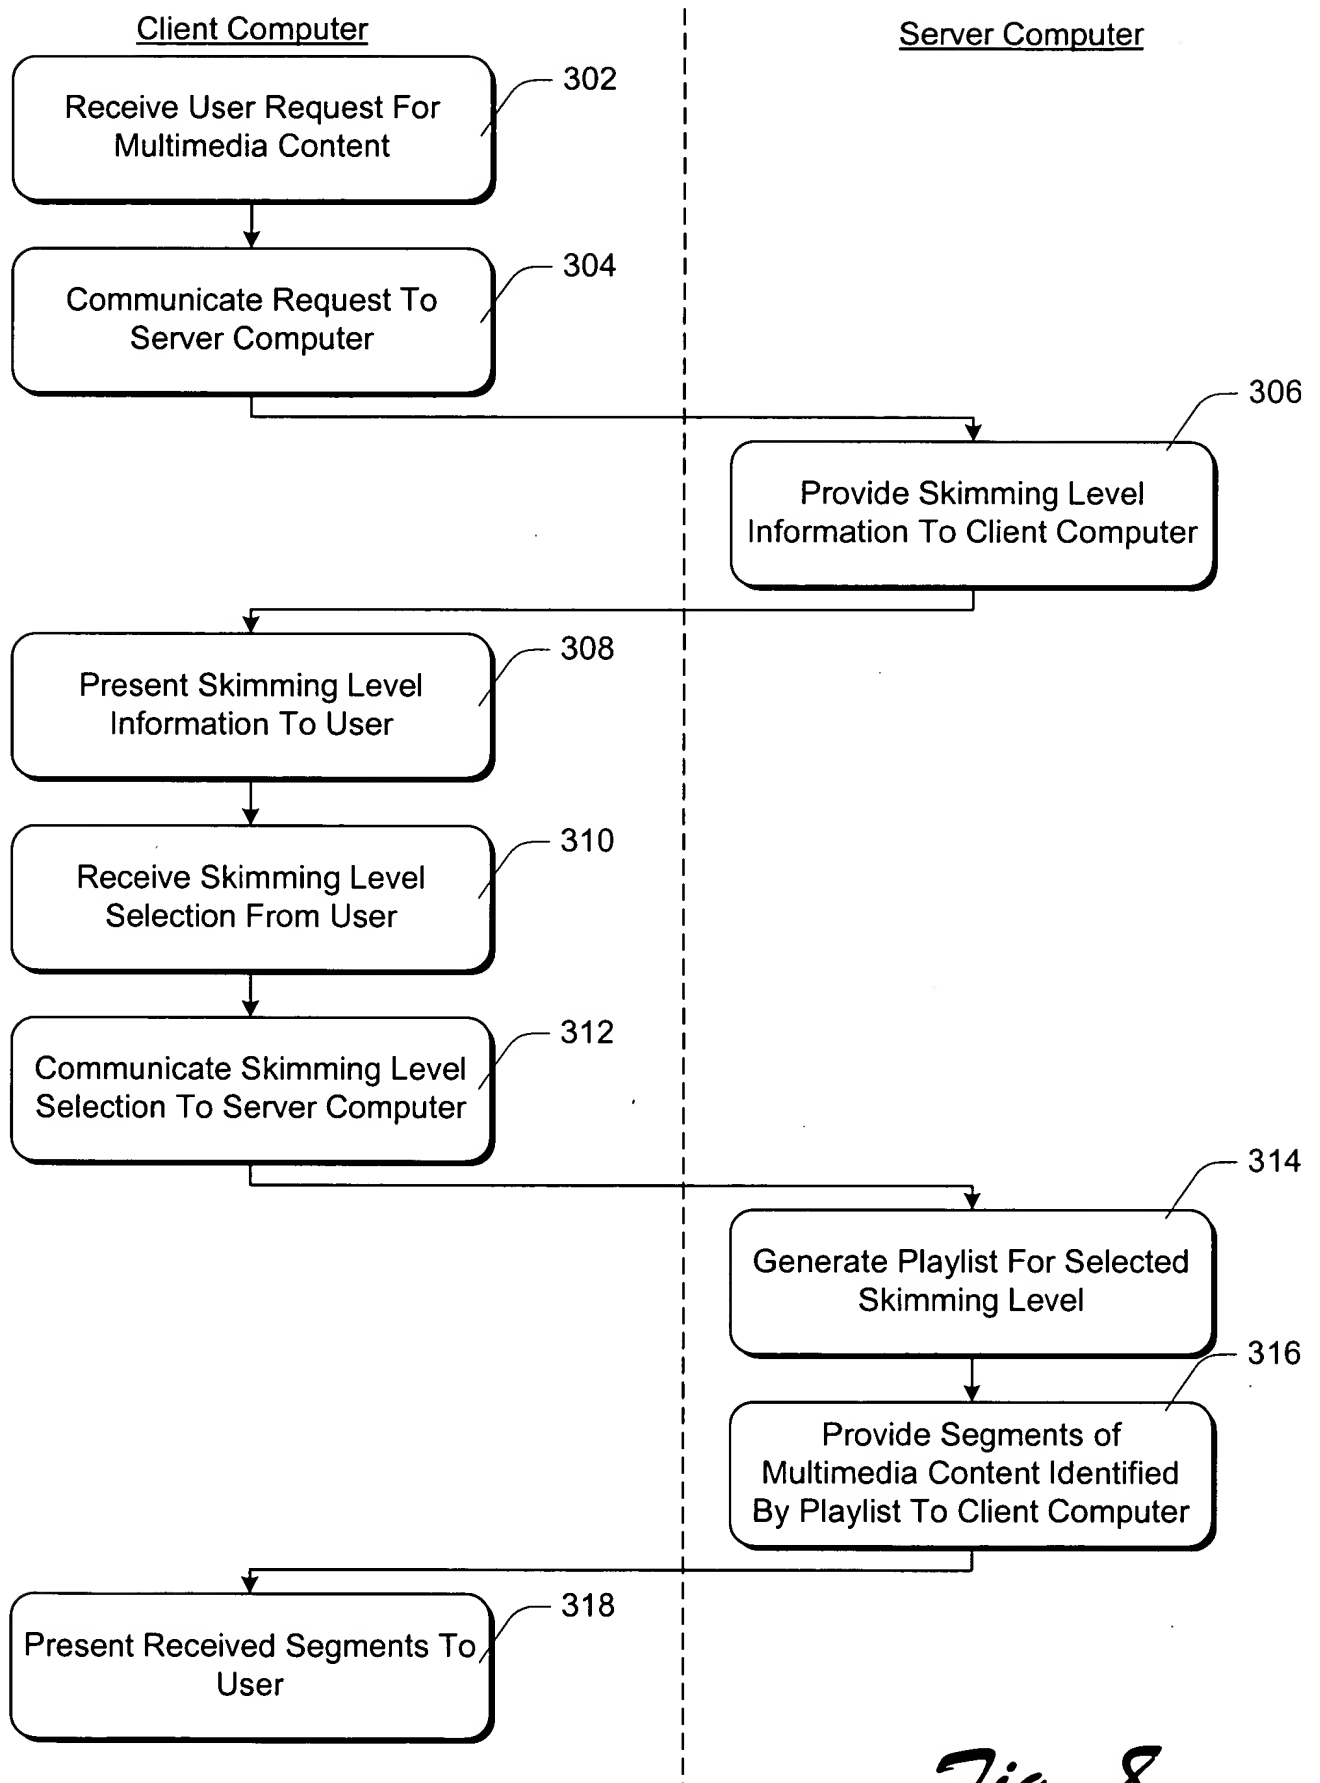 Client Computer
Server Computer
302
Receive User Request For
Multimedia Content
304
Communicate Request To
Server Computer
306
Provide Skimming Level
Information To Client Computer
308
Present Skimming Level
Information To User
310
Receive Skimming Level
Selection From User
312
Communicate Skimming Level
Selection To Server Computer
314
Generate Playlist For Selected
Skimming Level
316
Provide Segments of
Multimedia Content Identified
By Playlist To Client Computer
318
Present Received Segments To
User
Fig. 8